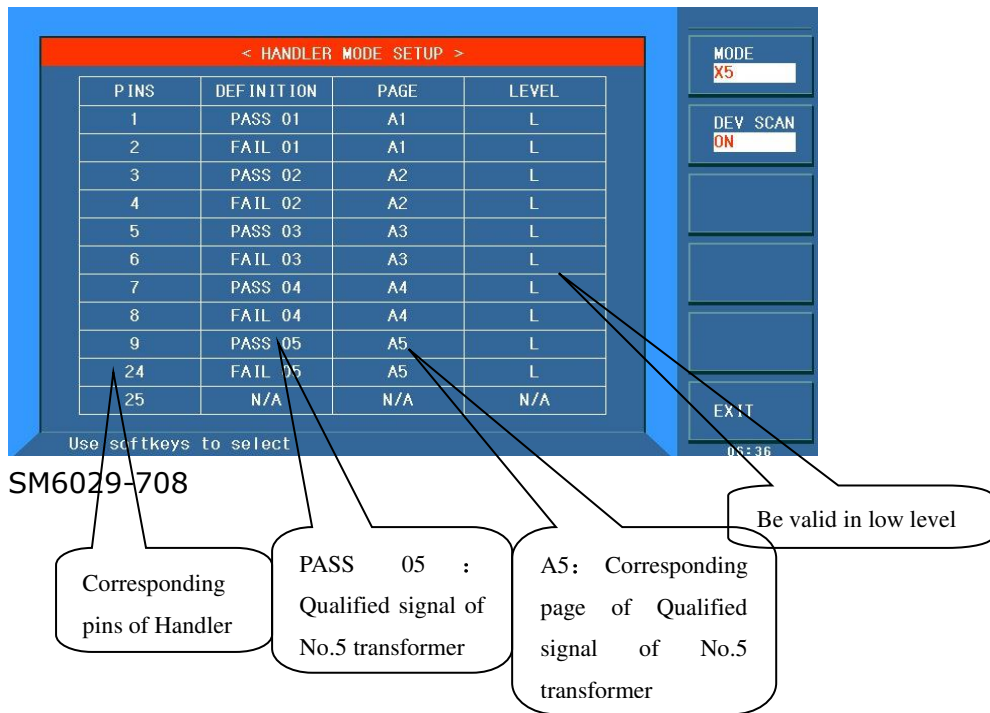 < HANDLER MODE SETUP >
PINS DEFINITION PAGE LEVEL
1 PASS 01 A1 L
2 FAIL 01 A1 L
3 PASS 02 A2 L
4 FAIL 02 A2 L
5 PASS 03 A3 L
6 FAIL 03 A3 L
7 PASS 04 A4 L
8 FAIL 04 A4 L
9 PASS 05 A5 L
24 FAIL 05 A5 L
25 N/A N/A N/A
Use softkeys to select
MODE
X5
DEV SCAN
ON
EXIT
06:36
SM6029-708
Corresponding
pins of Handler
PASS 05 :
Qualified signal of
No.5 transformer
A5: Corresponding
page of Qualified
signal of No.5
transformer
Be valid in low level